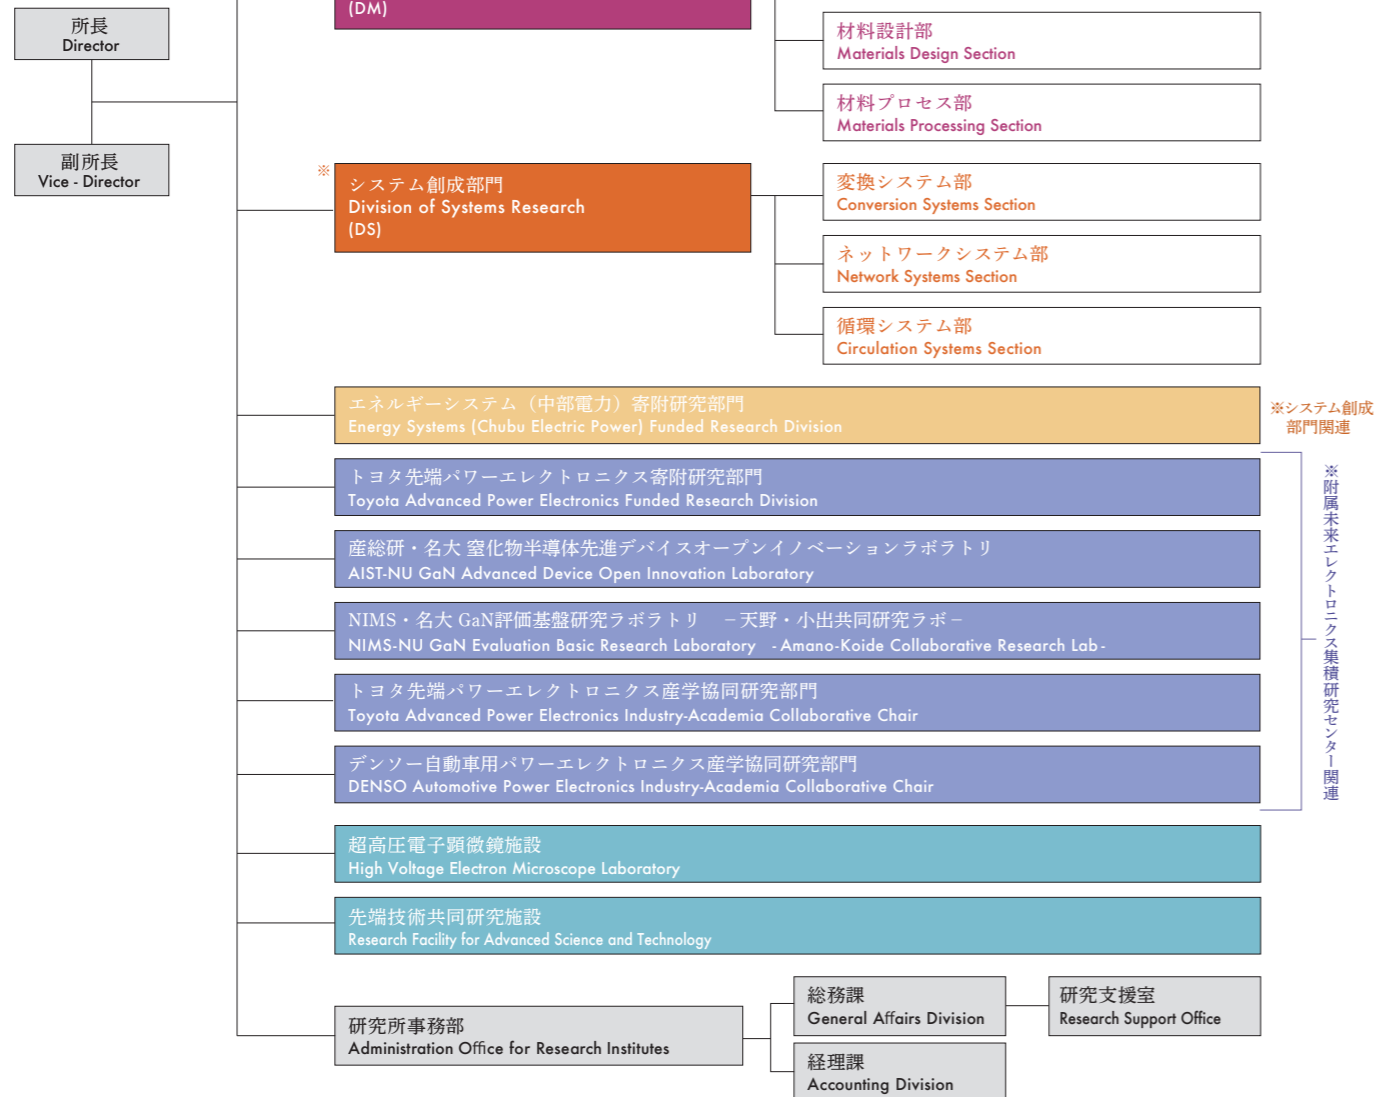 (DM)
所長
Director
副所長
Vice - Director
材料設計部
Materials Design Section
材料プロセス部
Materials Processing Section
※
システム創成部門
Division of Systems Research
(DS)
変換システム部
Conversion Systems Section
ネットワークシステム部
Network Systems Section
循環システム部
Circulation Systems Section
エネルギーシステム（中部電力）寄附研究部門
Energy Systems (Chubu Electric Power) Funded Research Division
※システム創成
部門関連
トヨタ先端パワーエレクトロニクス寄附研究部門
Toyota Advanced Power Electronics Funded Research Division
産総研・名大 窒化物半導体先進デバイスオープンイノベーションラボラトリ
AIST-NU GaN Advanced Device Open Innovation Laboratory
NIMS・名大 GaN評価基盤研究ラボラトリ －天野・小出共同研究ラボ－
NIMS-NU GaN Evaluation Basic Research Laboratory - Amano-Koide Collaborative Research Lab -
トヨタ先端パワーエレクトロニクス産学協同研究部門
Toyota Advanced Power Electronics Industry-Academia Collaborative Chair
デンソー自動車用パワーエレクトロニクス産学協同研究部門
DENSO Automotive Power Electronics Industry-Academia Collaborative Chair
※附属未来エレクトロニクス集積研究センター関連
超高圧電子顕微鏡施設
High Voltage Electron Microscope Laboratory
先端技術共同研究施設
Research Facility for Advanced Science and Technology
研究所事務部
Administration Office for Research Institutes
総務課
General Affairs Division
研究支援室
Research Support Office
経理課
Accounting Division